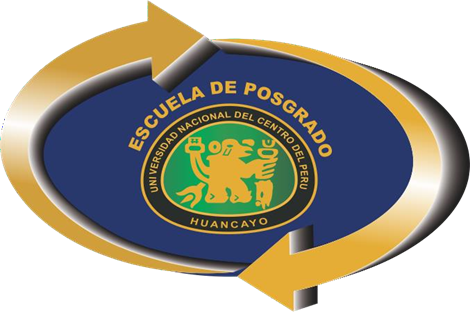 ESCUELA DE POSGRADO
UNIVERSIDAD NACIONAL DEL CENTRO DEL PERU
HUANCAYO